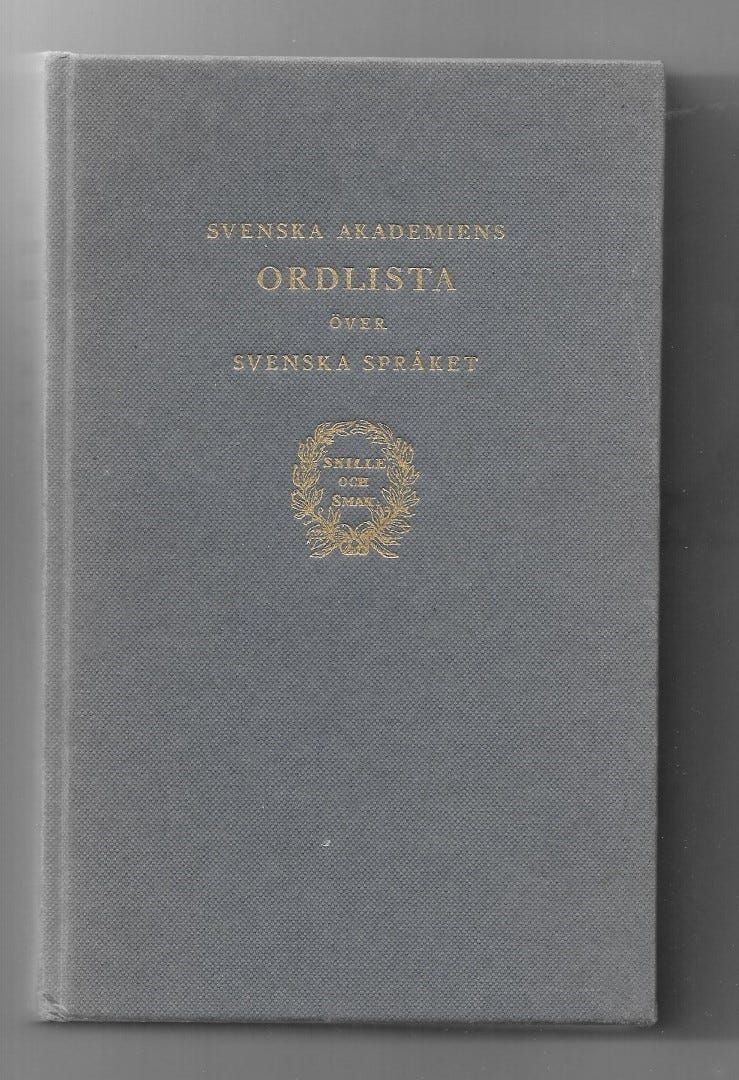 SVENSKA AKADEMIENS
ORDLISTA
ÖVER
SVENSKA SPRÅKET
SNILLE
OCH
SMAK